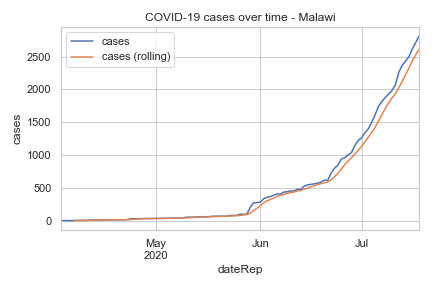 COVID-19 cases over time - Malawi
cases
cases (rolling)
2500
2000
1500
1000
500
0
cases
May
2020
Jun
Jul
dateRep